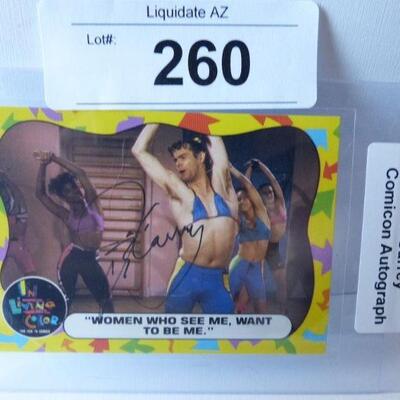 Liquidate AZ
Lot#:
260
IN
Living
Color
"WOMEN WHO SEE ME, WANT
TO BE ME."
Comicon Autograph